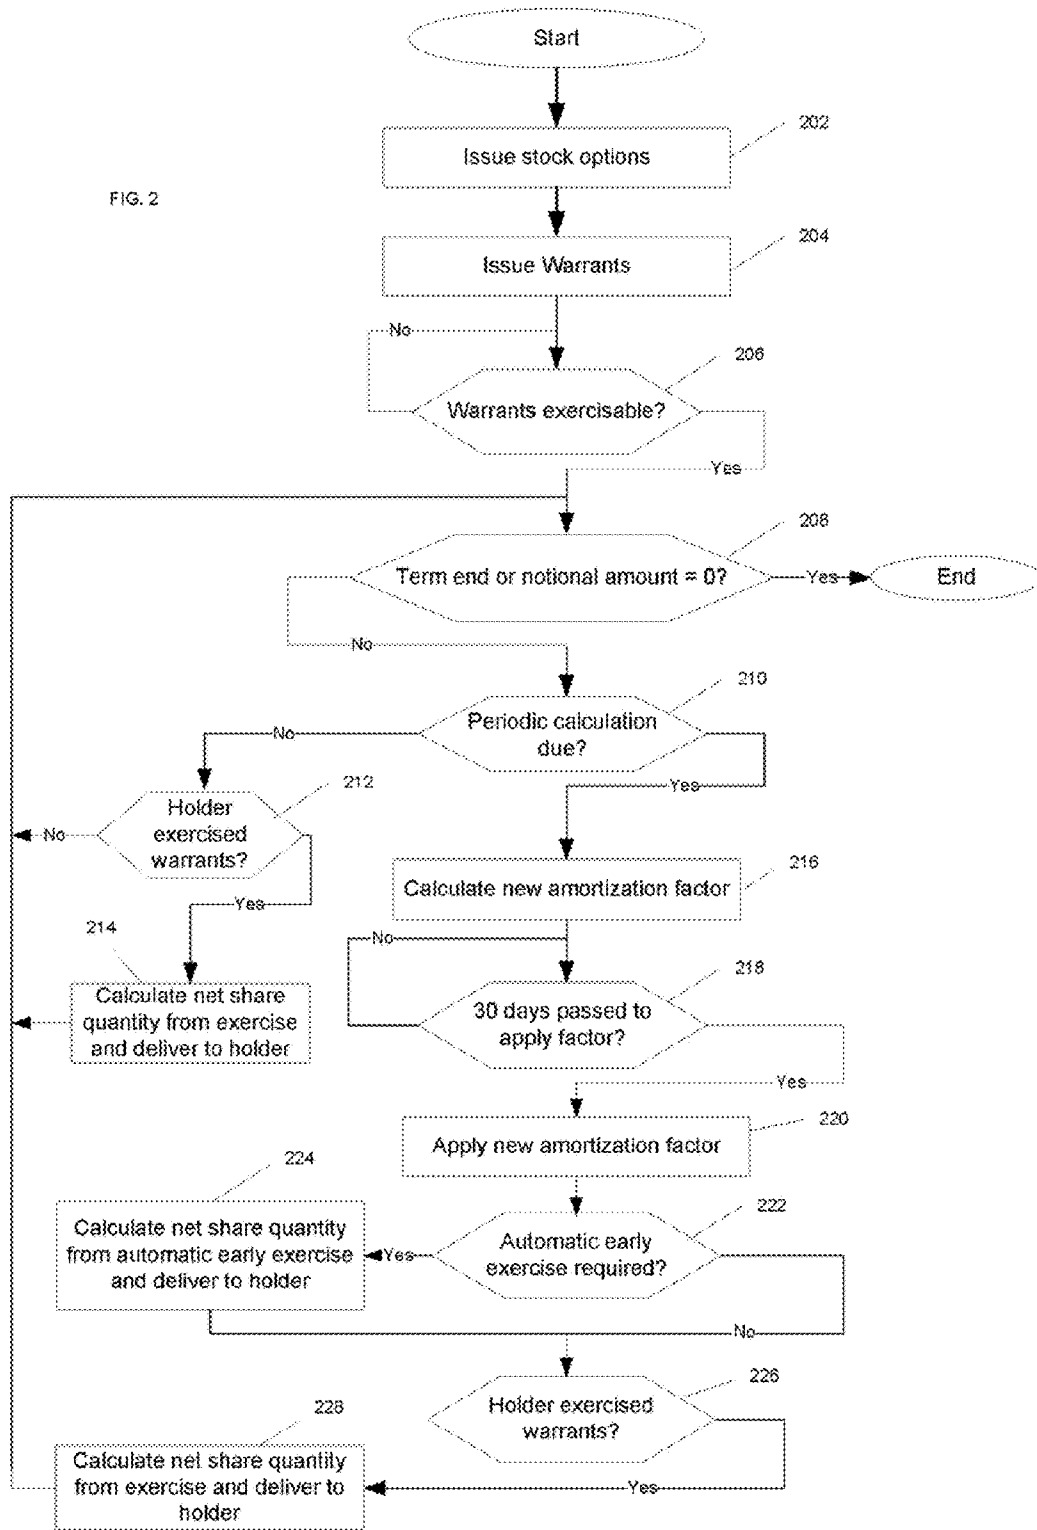 Start
202
Issue stock options
FIG. 2
204
Issue Warrants
No
206
Warrants exercisable?
Yes
208
Term end or notional amount = 0?
Yes
End
No
210
Periodic calculation
due?
No
Yes
212
Holder
exercised
warrants?
No
Yes
216
Calculate new amortization factor
214
Calculate net share
quantity from exercise
and deliver to holder
No
218
30 days passed to
apply factor?
Yes
220
Apply new amortization factor
224
Calculate net share quantity
from automatic early exercise
and deliver to holder
222
Automatic early
exercise required?
Yes
No
226
Holder exercised
warrants?
228
Calculate net share quantity
from exercise and deliver to
holder
Yes